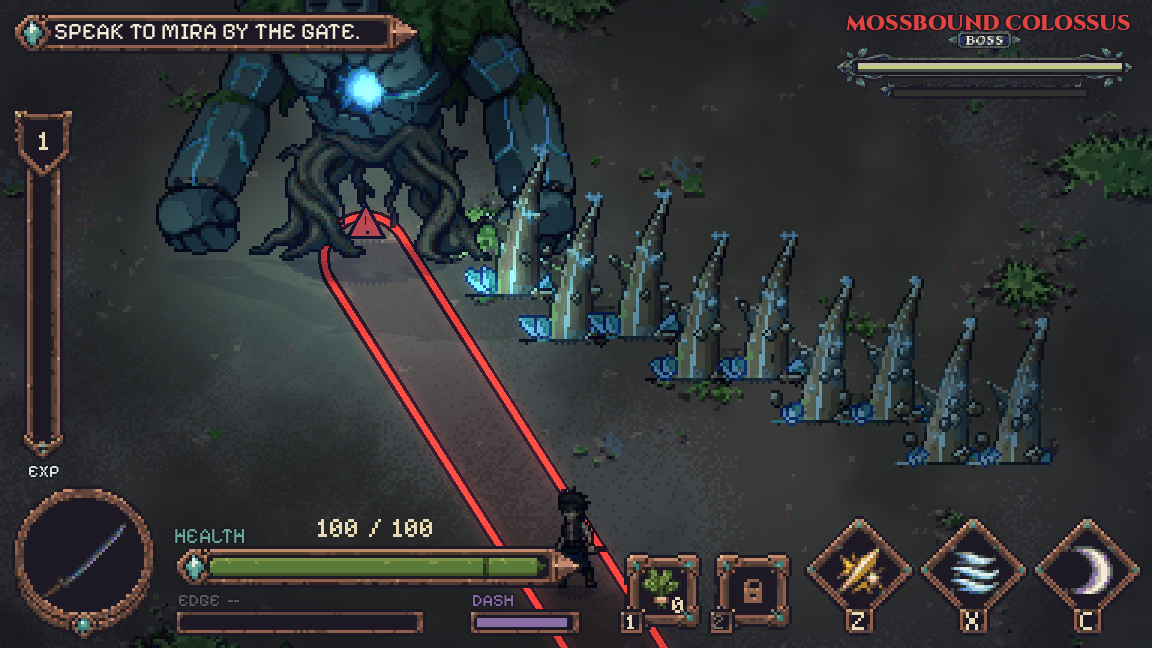 SPEAK TO MIRA BY THE GATE.
MOSSBOUND COLOSSUS
BOSS
1
EXP
HEALTH
100 / 100
EDGE --
DASH
0
1
2
Z
X
C